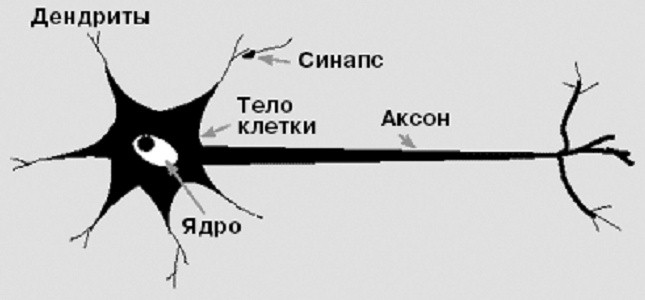 Дендриты
Синапс
Тело
клетки
Аксон
Ядро